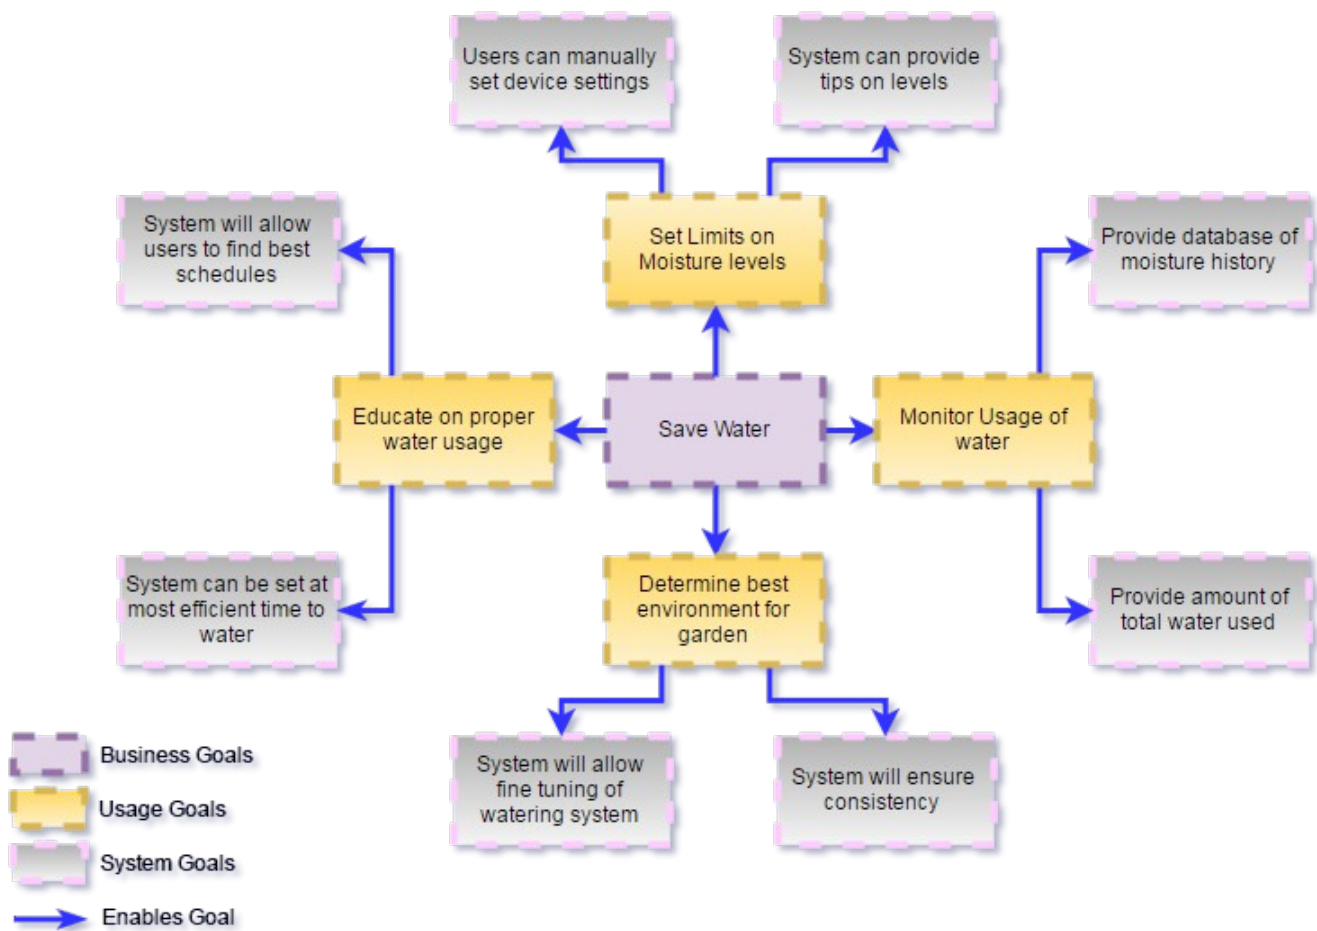 Users can manually
set device settings
System can provide
tips on levels
System will allow
users to find best
schedules
Set Limits on
Moisture levels
Provide database of
moisture history
Educate on proper
water usage
Save Water
Monitor Usage of
water
System can be set at
most efficient time to
water
Determine best
environment for
garden
Provide amount of
total water used
System will allow
fine tuning of
watering system
System will ensure
consistency
Business Goals
Usage Goals
System Goals
Enables Goal